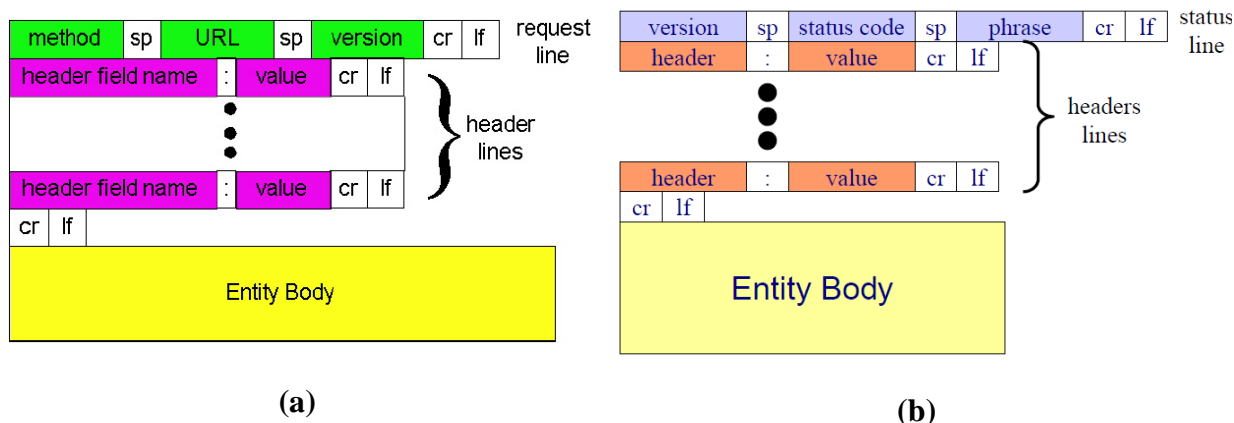 method sp URL sp version cr lf request line
header field name : value cr lf
header lines
header field name : value cr lf
cr lf
Entity Body
(a)
version sp status code sp phrase cr lf status line
header : value cr lf
headers lines
header : value cr lf
cr lf
Entity Body
(b)